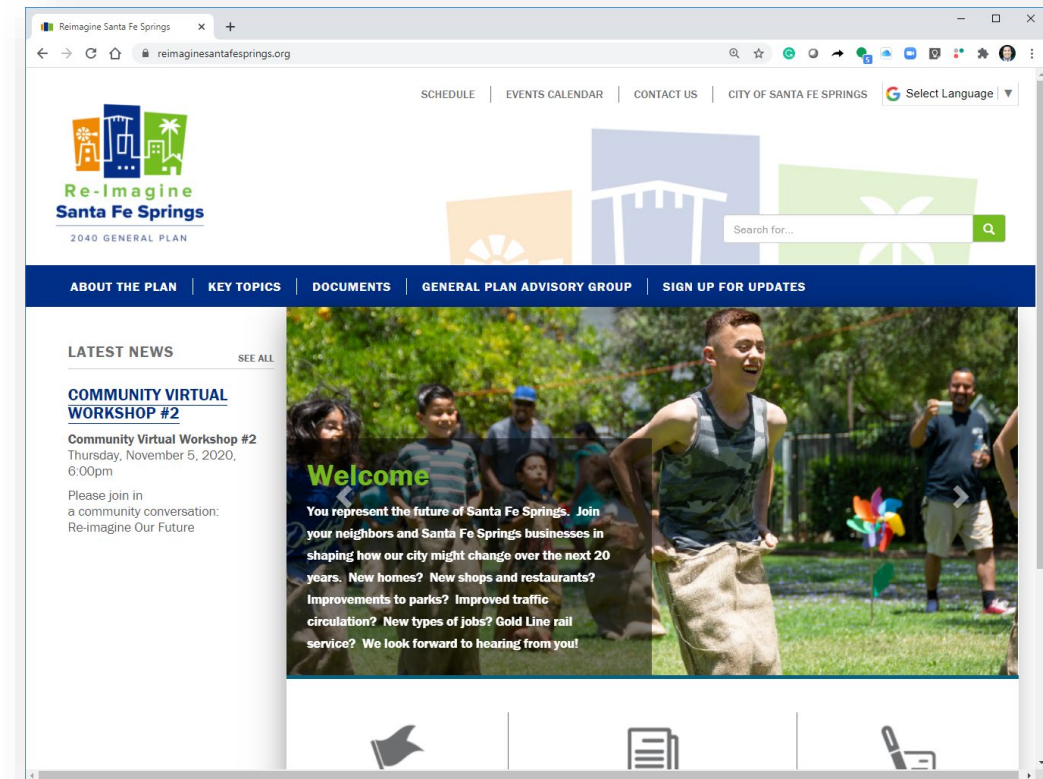 Reimagine Santa Fe Springs
reimaginesantafesprings.org
SCHEDULE | EVENTS CALENDAR | CONTACT US | CITY OF SANTA FE SPRINGS
Select Language
Re-Imagine
Santa Fe Springs
2040 GENERAL PLAN
Search for...
ABOUT THE PLAN | KEY TOPICS | DOCUMENTS | GENERAL PLAN ADVISORY GROUP | SIGN UP FOR UPDATES
LATEST NEWS
SEE ALL
COMMUNITY VIRTUAL
WORKSHOP #2
Community Virtual Workshop #2
Thursday, November 5, 2020,
6:00pm
Please join in
a community conversation:
Re-imagine Our Future
Welcome
You represent the future of Santa Fe Springs. Join
your neighbors and Santa Fe Springs businesses in
shaping how our city might change over the next 20
years. New homes? New shops and restaurants?
Improvements to parks? Improved traffic
circulation? New types of jobs? Gold Line rail
service? We look forward to hearing from you!